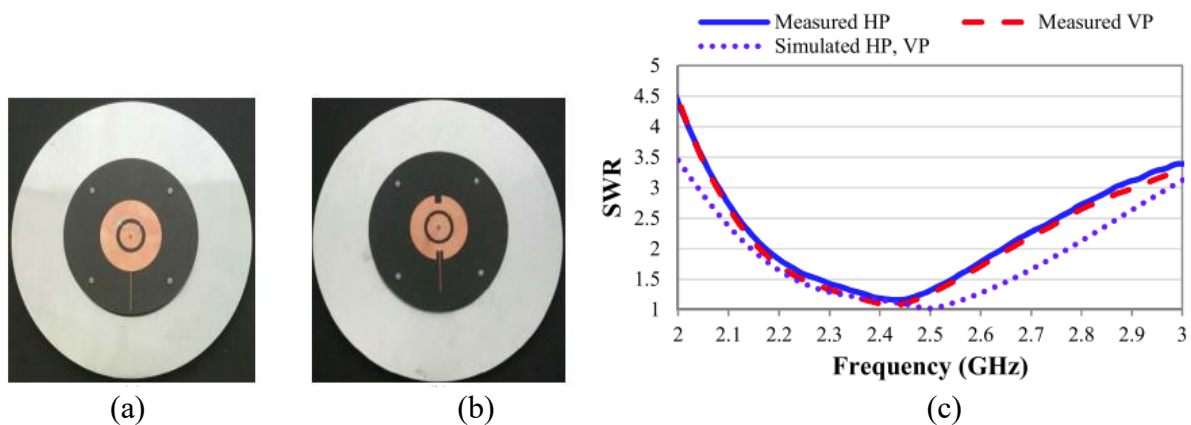 Measured HP
Measured VP
Simulated HP, VP
5
4.5
4
3.5
3
2.5
2
1.5
1
SWR
2 2.1 2.2 2.3 2.4 2.5 2.6 2.7 2.8 2.9 3
Frequency (GHz)
(a)
(b)
(c)